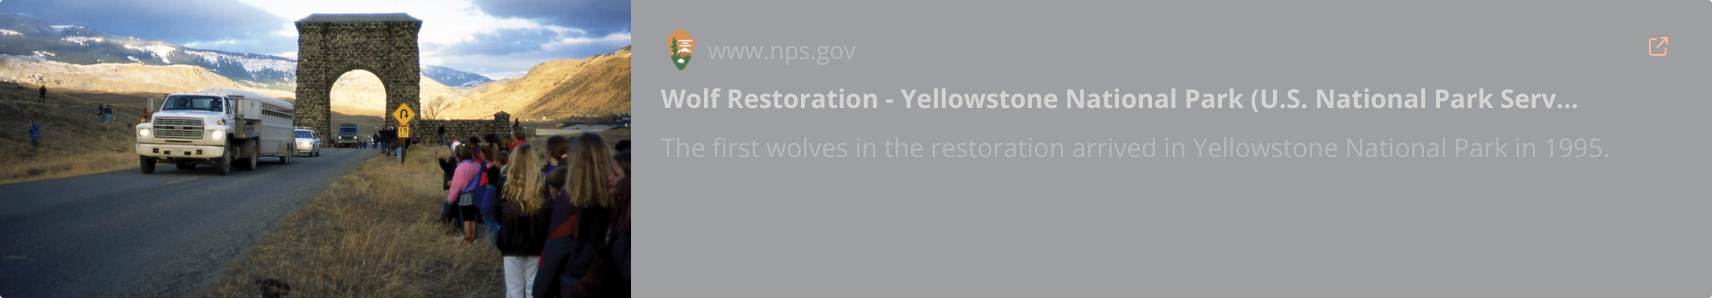 15
www.nps.gov
Wolf Restoration - Yellowstone National Park (U.S. National Park Serv...
The first wolves in the restoration arrived in Yellowstone National Park in 1995.